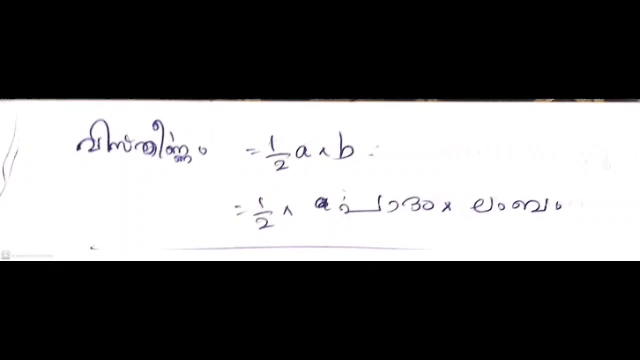 വിസ്തീർണ്ണം = 1/2 a × b
= 1/2 × പാദം × ലംബം